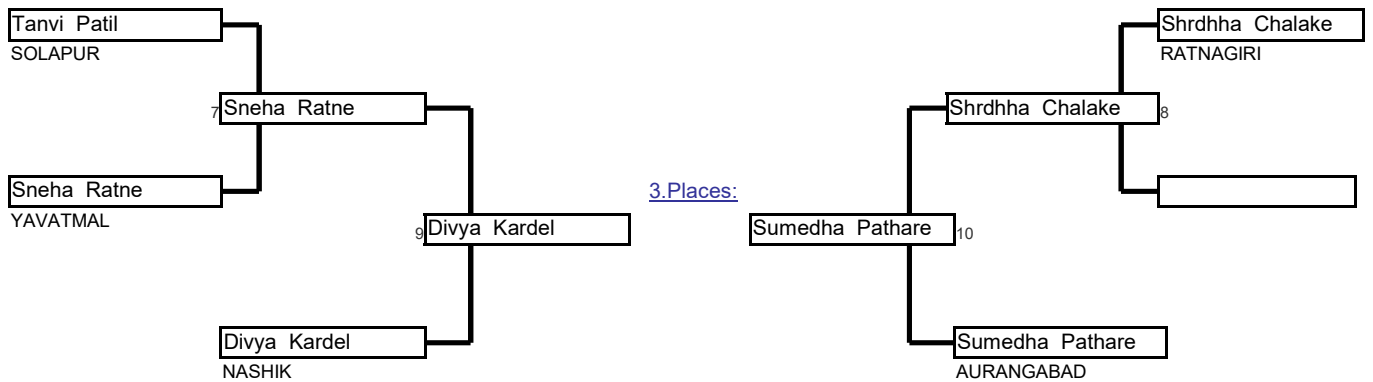 Tanvi Patil
SOLAPUR
7 Sneha Ratne
Sneha Ratne
YAVATMAL
9 Divya Kardel
Divya Kardel
NASHIK
3.Places:
Shrdhha Chalake
RATNAGIRI
Shrdhha Chalake 8
Sumedha Pathare 10
Sumedha Pathare
AURANGABAD